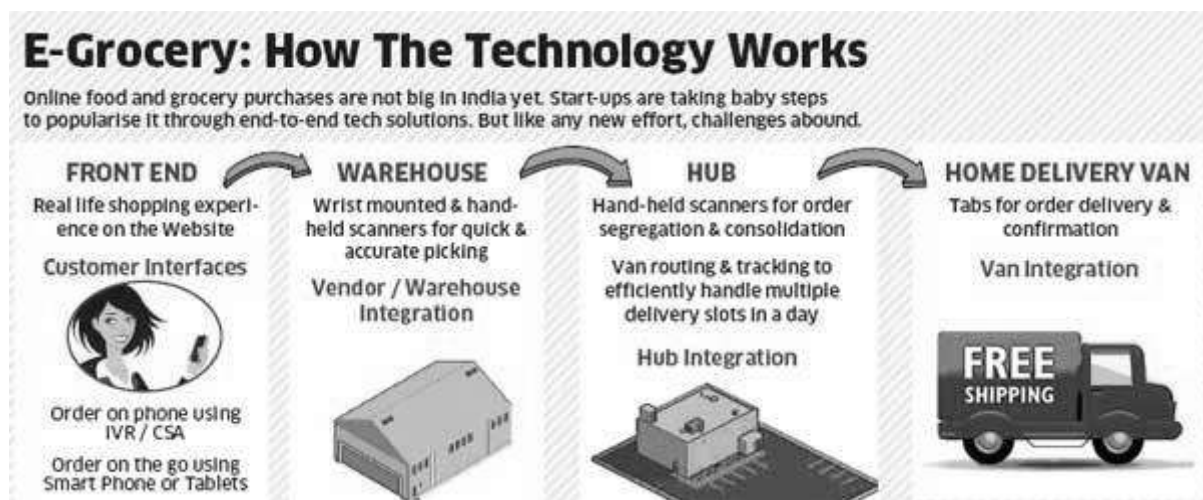 E-Grocery: How The Technology Works
Online food and grocery purchases are not big in India yet. Start-ups are taking baby steps
to popularise it through end-to-end tech solutions. But like any new effort, challenges abound.
FRONT END
Real life shopping experi-
ence on the Website
Customer Interfaces
Order on phone using
IVR / CSA
Order on the go using
Smart Phone or Tablets
WAREHOUSE
Wrist mounted & hand-
held scanners for quick &
accurate picking
Vendor / Warehouse
Integration
HUB
Hand-held scanners for order
segregation & consolidation
Van routing & tracking to
efficiently handle multiple
delivery slots in a day
Hub Integration
HOME DELIVERY VAN
Tabs for order delivery &
confirmation
Van Integration
FREE
SHIPPING